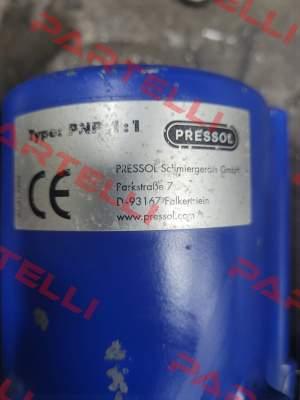 Type: PNP 1:1
PRESSOL
PRESSOL Schmiergeräte GmbH
Parkstraße 7
D-93167 Falkenstein
www.pressol.com
CE
PARTELLI
PARTELLI
PARTELLI